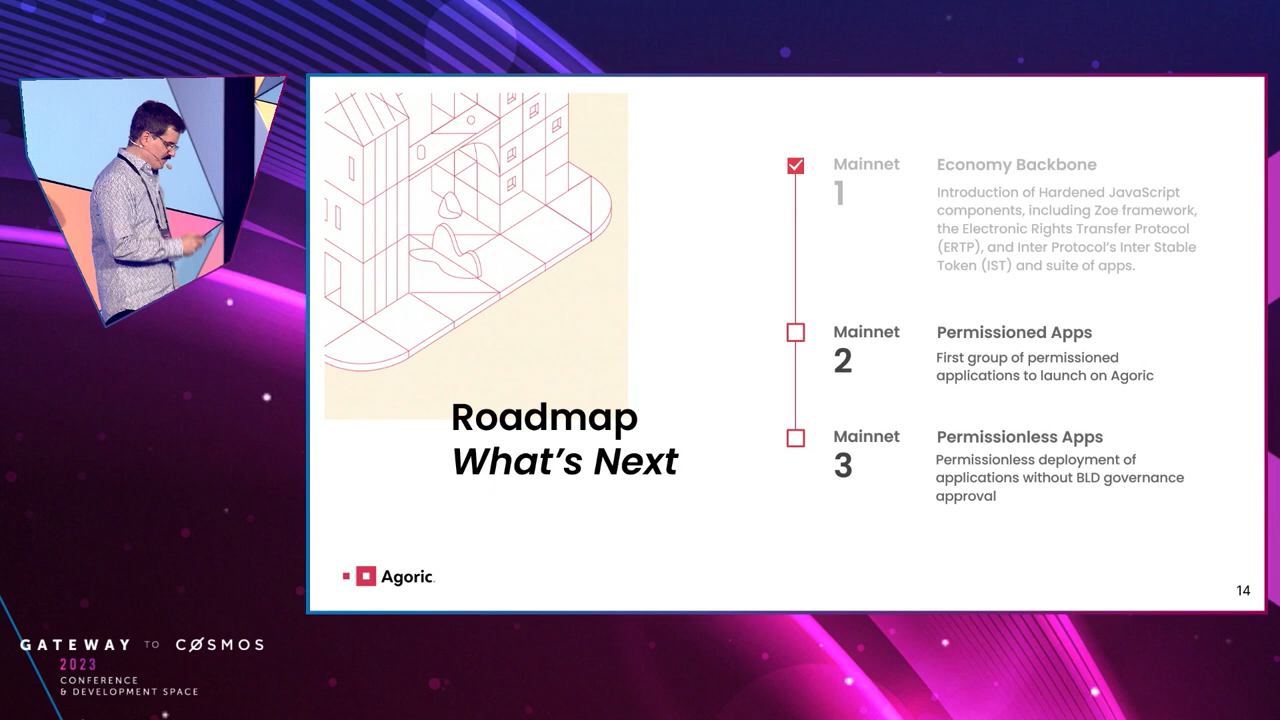 Roadmap
What's Next
Mainnet
1
Economy Backbone
Introduction of Hardened JavaScript
components, including Zoe framework,
the Electronic Rights Transfer Protocol
(ERTP), and Inter Protocol's Inter Stable
Token (IST) and suite of apps.
Mainnet
2
Permissioned Apps
First group of permissioned
applications to launch on Agoric
Mainnet
3
Permissionless Apps
Permissionless deployment of
applications without BLD governance
approval
Agoric
14
GATEWAY TO CØSMOS
2023
CONFERENCE
& DEVELOPMENT SPACE